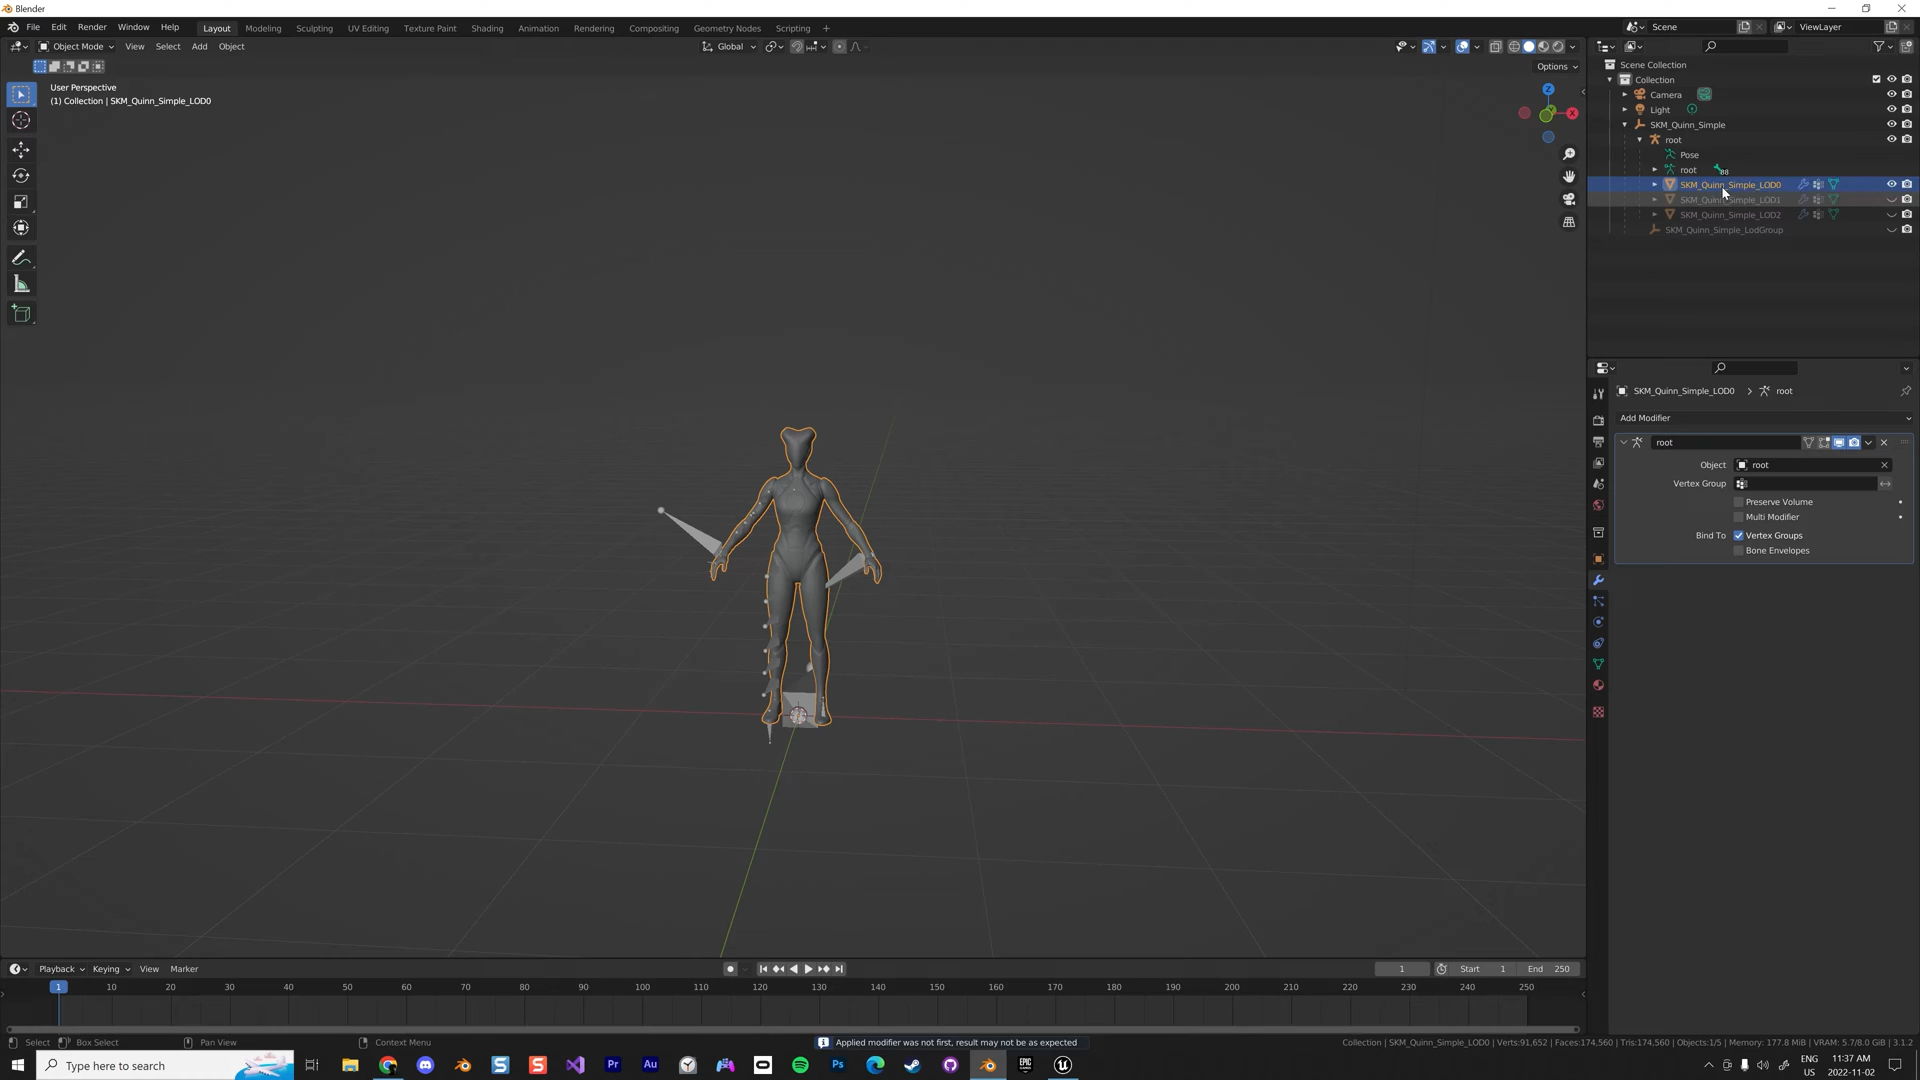 Blender
File Edit Render Window Help Layout Modeling Sculpting UV Editing Texture Paint Shading Animation Rendering Compositing Geometry Nodes Scripting + Scene ViewLayer
Object Mode View Select Add Object Global
Options
User Perspective
(1) Collection | SKM_Quinn_Simple_LOD0
Z
X
Scene Collection
Collection
Camera
Light
SKM_Quinn_Simple
root
Pose
root 88
SKM_Quinn_Simple_LOD0
SKM_Quinn_Simple_LOD1
SKM_Quinn_Simple_LOD2
SKM_Quinn_Simple_LodGroup
SKM_Quinn_Simple_LOD0 > root
Add Modifier
root
Object root
Vertex Group
Preserve Volume
Multi Modifier
Bind To Vertex Groups
Bone Envelopes
Playback Keying View Marker 1 Start 1 End 250
1 10 20 30 40 50 60 70 80 90 100 110 120 130 140 150 160 170 180 190 200 210 220 230 240 250
Select Box Select Pan View Context Menu Applied modifier was not first, result may not be as expected Collection | SKM_Quinn_Simple_LOD0 | Verts:91,652 | Faces:174,560 | Tris:174,560 | Objects:1/5 | Memory: 177.8 MiB | VRAM: 5.7/8.0 GiB | 3.1.2
Type here to search
S S Pr Au Ps EPIC GAMES
ENG
US
11:37 AM
2022-11-02